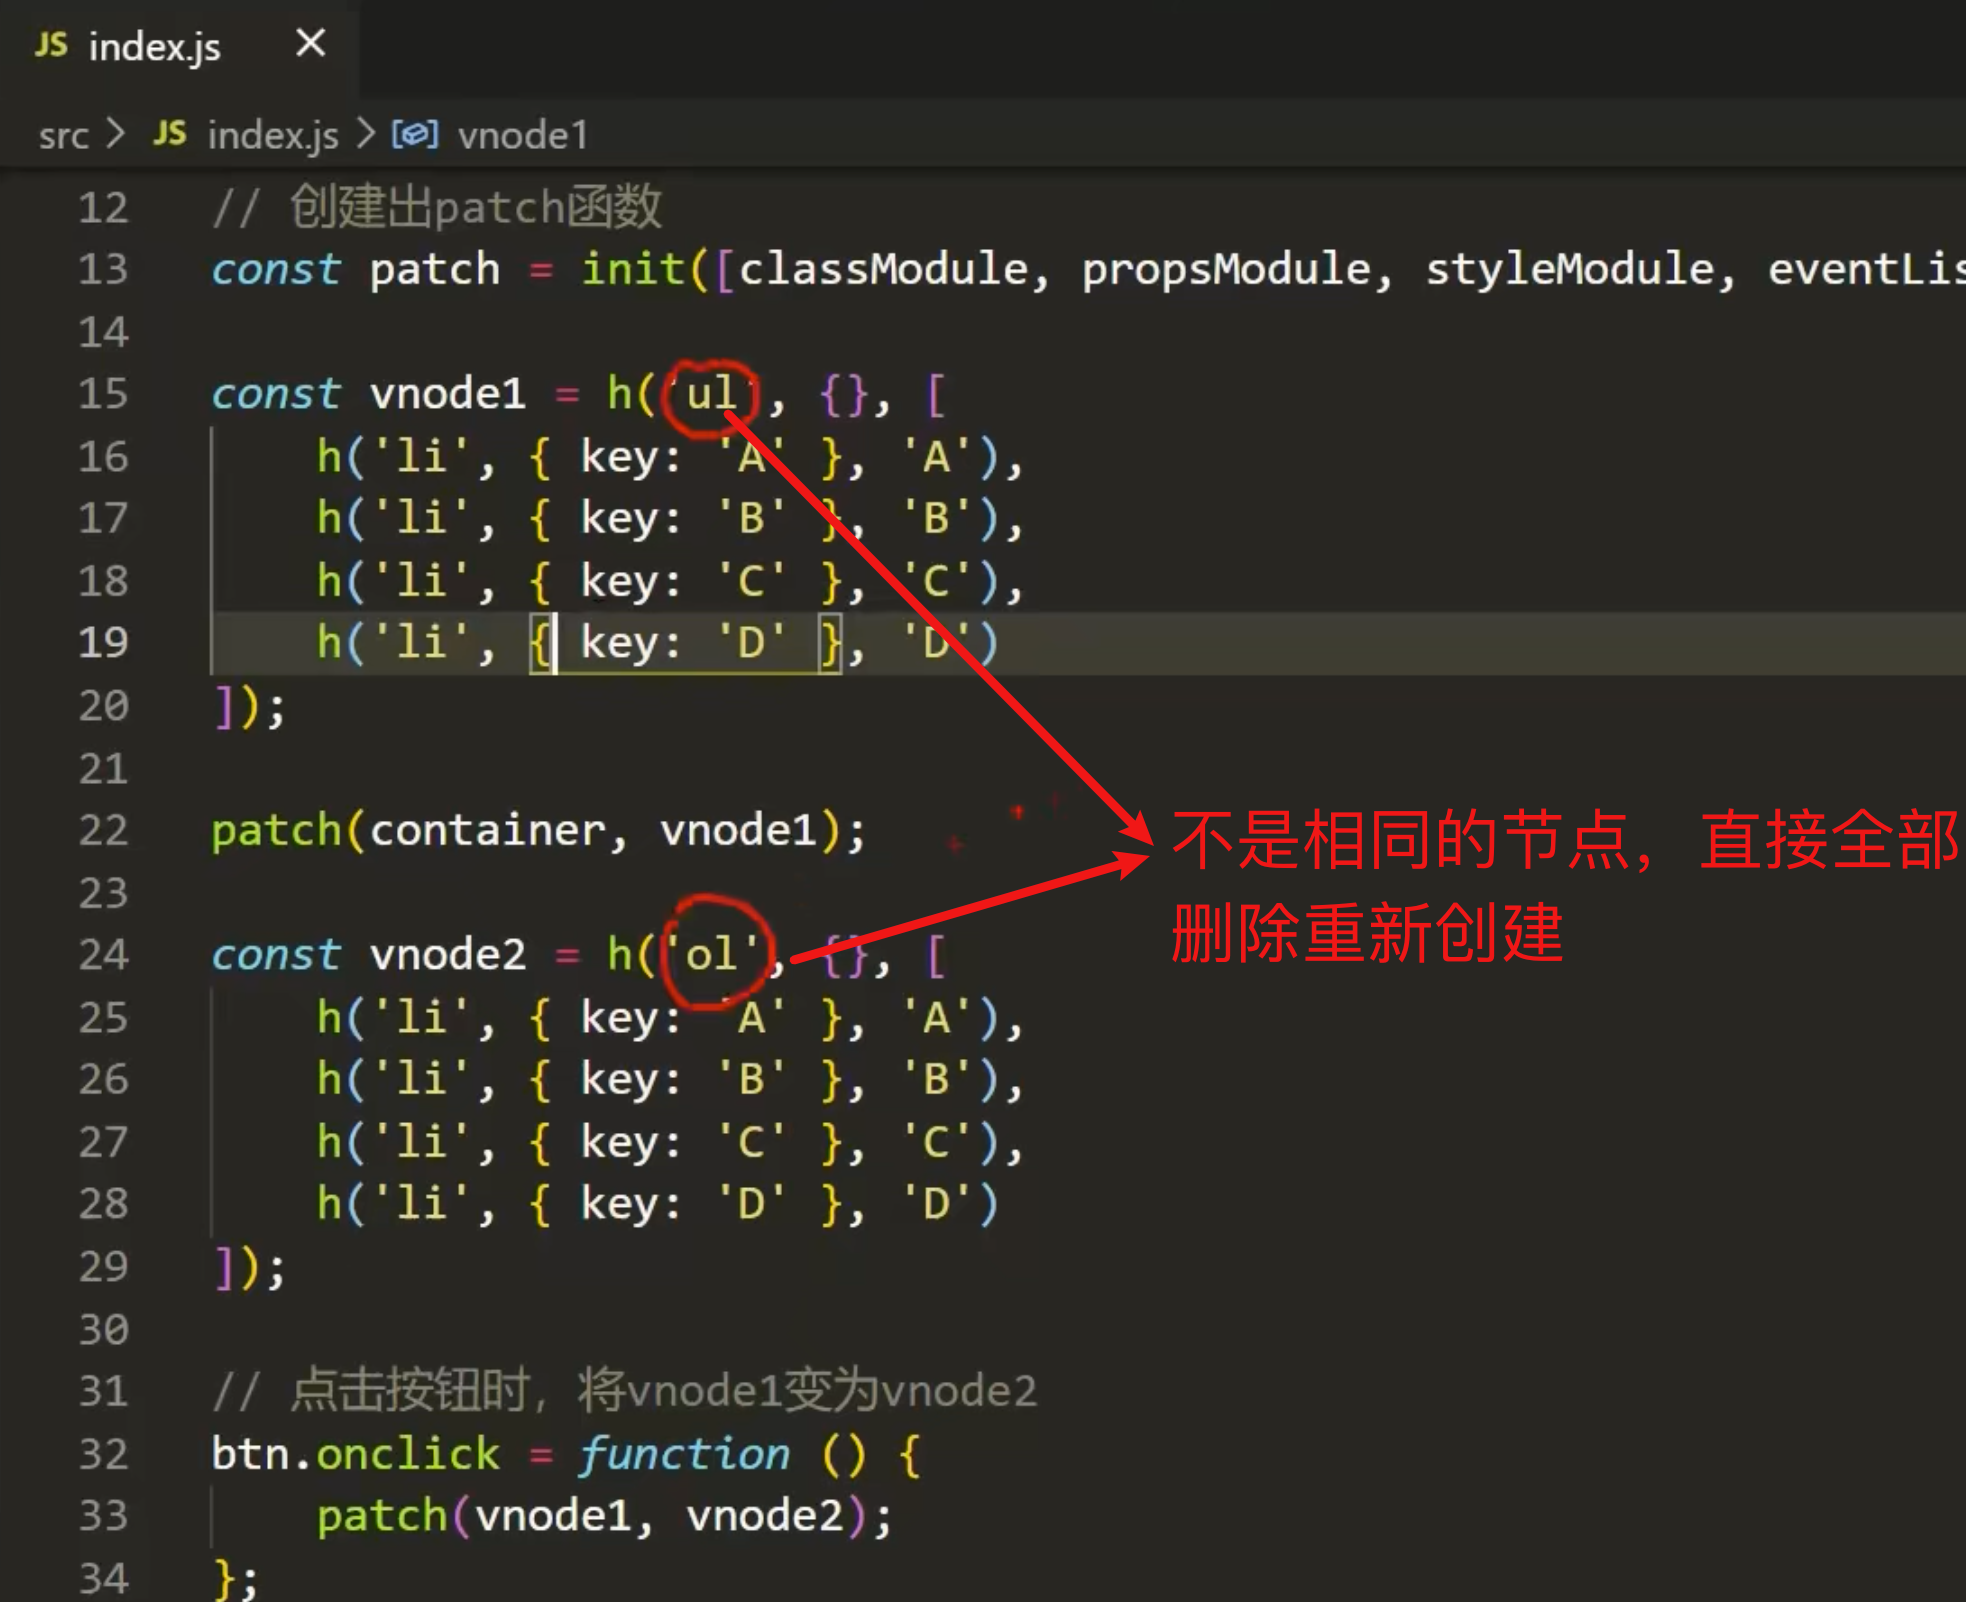 JS index.js ×
src > JS index.js > vnode1
12 // 创建出patch函数
13 const patch = init([classModule, propsModule, styleModule, eventLis
14
15 const vnode1 = h('ul', {}, [
16 h('li', { key: 'A' }, 'A'),
17 h('li', { key: 'B' }, 'B'),
18 h('li', { key: 'C' }, 'C'),
19 h('li', { key: 'D' }, 'D')
20 ]);
21
22 patch(container, vnode1);
不是相同的节点，直接全部
删除重新创建
23
24 const vnode2 = h('ol', {}, [
25 h('li', { key: 'A' }, 'A'),
26 h('li', { key: 'B' }, 'B'),
27 h('li', { key: 'C' }, 'C'),
28 h('li', { key: 'D' }, 'D')
29 ]);
30
31 // 点击按钮时，将vnode1变为vnode2
32 btn.onclick = function () {
33 patch(vnode1, vnode2);
34 };